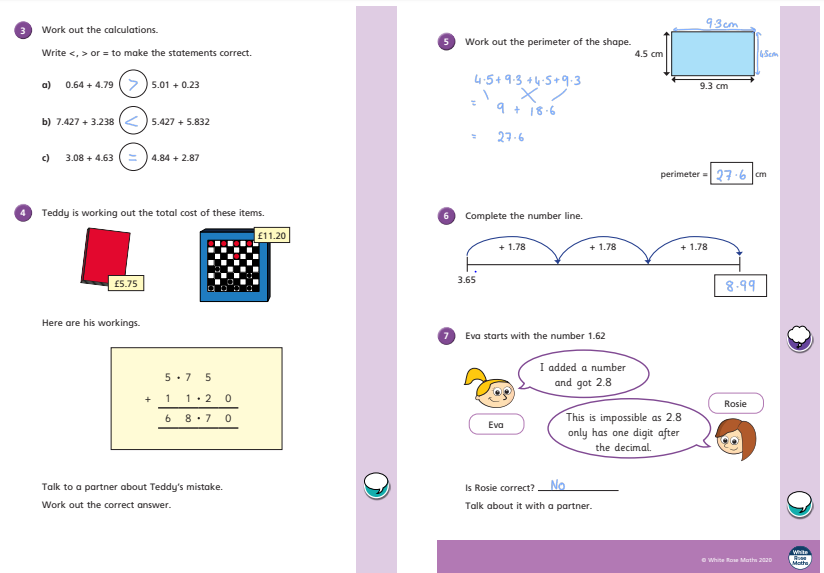 3 Work out the calculations.
Write <, > or = to make the statements correct.
a) 0.64 + 4.79 > 5.01 + 0.23
b) 7.427 + 3.238 < 5.427 + 5.832
c) 3.08 + 4.63 = 4.84 + 2.87
4 Teddy is working out the total cost of these items.
£11.20
£5.75
Here are his workings.
5 • 7 5
+ 1 1 • 2 0
6 8 • 7 0
Talk to a partner about Teddy's mistake.
Work out the correct answer.
9.3cm
5 Work out the perimeter of the shape.
4.5 cm
9.3 cm
4.5 + 9.3 + 4.5 + 9.3
= 9 + 18.6
= 27.6
perimeter = 27.6 cm
6 Complete the number line.
+ 1.78 + 1.78 + 1.78
3.65
8.99
7 Eva starts with the number 1.62
I added a number
and got 2.8
Rosie
Eva
This is impossible as 2.8
only has one digit after
the decimal.
Is Rosie correct? No
Talk about it with a partner.
© White Rose Maths 2020
White
Rose
Maths